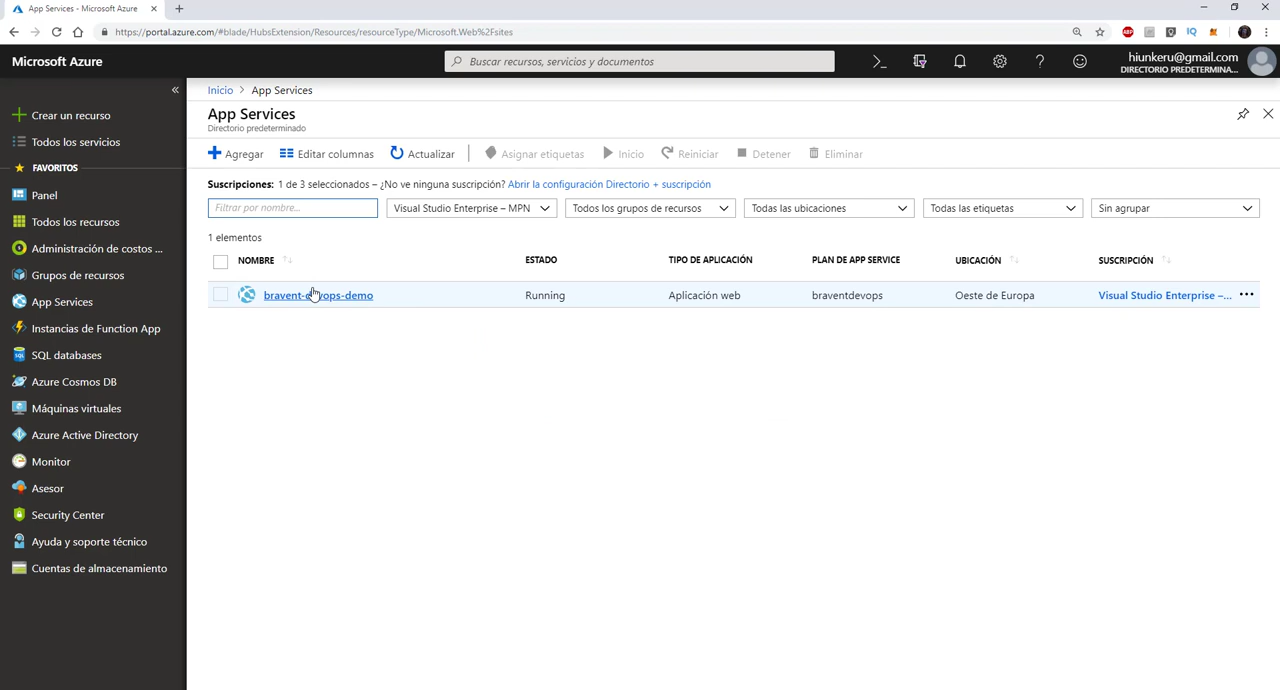 App Services - Microsoft Azure
https://portal.azure.com/#blade/HubsExtension/Resources/resourceType/Microsoft.Web%2Fsites
ABP
IQ
Microsoft Azure
Buscar recursos, servicios y documentos
hiunkeru@gmail.com
DIRECTORIO PREDETERMINA...
Crear un recurso
Todos los servicios
FAVORITOS
Panel
Todos los recursos
Administración de costos ...
Grupos de recursos
App Services
Instancias de Function App
SQL databases
Azure Cosmos DB
Máquinas virtuales
Azure Active Directory
Monitor
Asesor
Security Center
Ayuda y soporte técnico
Cuentas de almacenamiento
Inicio > App Services
App Services
Directorio predeterminado
Agregar Editar columnas Actualizar Asignar etiquetas Inicio Reiniciar Detener Eliminar
Suscripciones: 1 de 3 seleccionados – ¿No ve ninguna suscripción? Abrir la configuración Directorio + suscripción
Filtrar por nombre... Visual Studio Enterprise – MPN Todos los grupos de recursos Todas las ubicaciones Todas las etiquetas Sin agrupar
1 elementos
NOMBRE ESTADO TIPO DE APLICACIÓN PLAN DE APP SERVICE UBICACIÓN SUSCRIPCIÓN
bravent-devops-demo Running Aplicación web braventdevops Oeste de Europa Visual Studio Enterprise –...